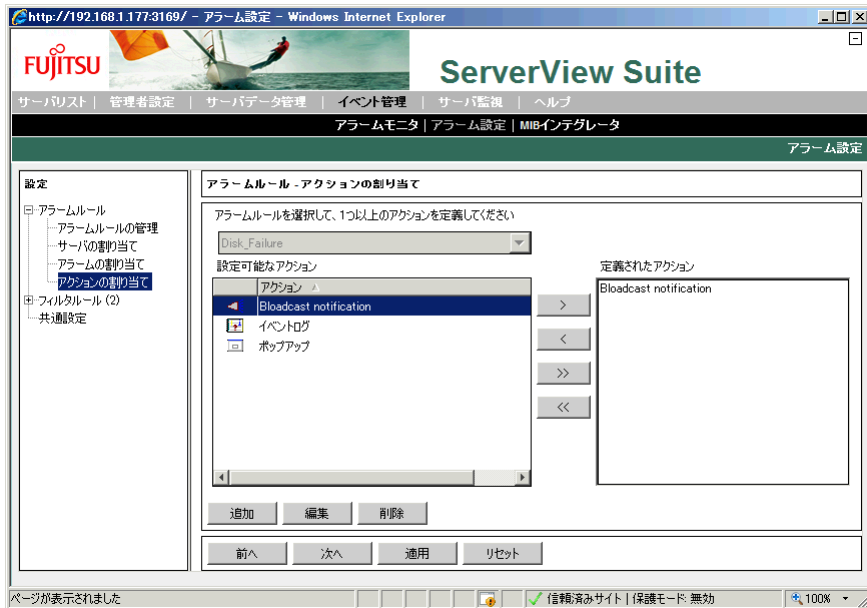 http://192.168.1.177:3169/ - アラーム設定 - Windows Internet Explorer
FUJITSU
ServerView Suite
サーバリスト | 管理者設定 | サーバデータ管理 | イベント管理 | サーバ監視 | ヘルプ
アラームモニタ | アラーム設定 | MIBインテグレータ
アラーム設定
設定
アラームルール
アラームルールの管理
サーバの割り当て
アラームの割り当て
アクションの割り当て
フィルタルール (2)
共通設定
アラームルール -アクションの割り当て
アラームルールを選択して、1つ以上のアクションを定義してください
Disk_Failure
設定可能なアクション
アクション
Bloadcast notification
イベントログ
ポップアップ
>
<
>>
<<
定義されたアクション
Bloadcast notification
追加 編集 削除
前へ 次へ 適用 リセット
ページが表示されました
信頼済みサイト | 保護モード: 無効
100%